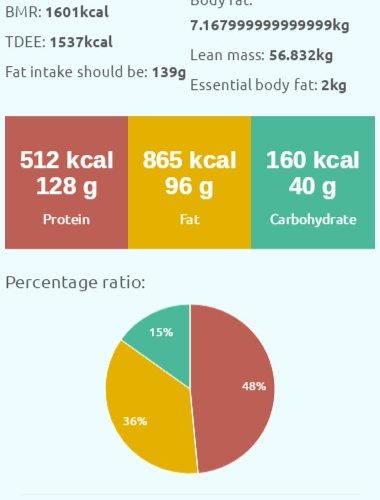 BMR: 1601kcal
TDEE: 1537kcal
Fat intake should be: 139g
Body fat:
7.167999999999999kg
Lean mass: 56.832kg
Essential body fat: 2kg
512 kcal
128 g
Protein
865 kcal
96 g
Fat
160 kcal
40 g
Carbohydrate
Percentage ratio:
15%
48%
36%